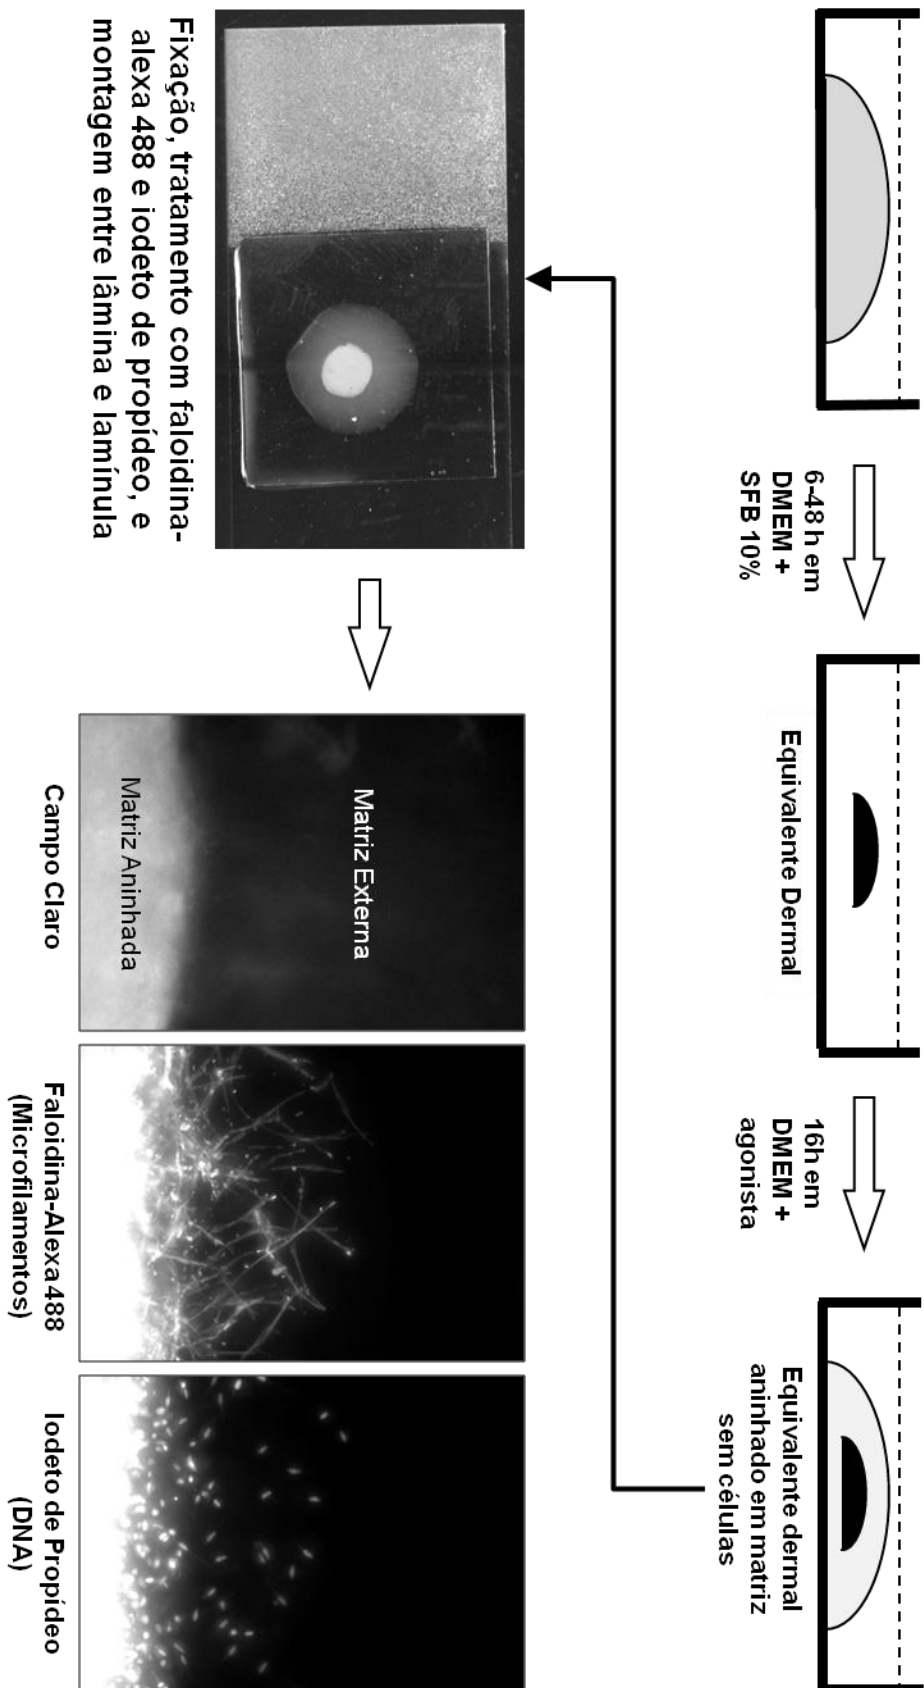 6-48 h em
DMEM +
SFB 10%
Equivalente Dermal
16h em
DMEM +
agonista
Equivalente dermal
aninhado em matriz
sem células
Fixação, tratamento com faloidina-
alexa 488 e iodeto de propídeo, e
montagem entre lâmina e lamínula
Matriz Externa
Matriz Aninhada
Campo Claro
Faloidina-Alexa 488
(Microfilamentos)
Iodeto de Propídeo
(DNA)